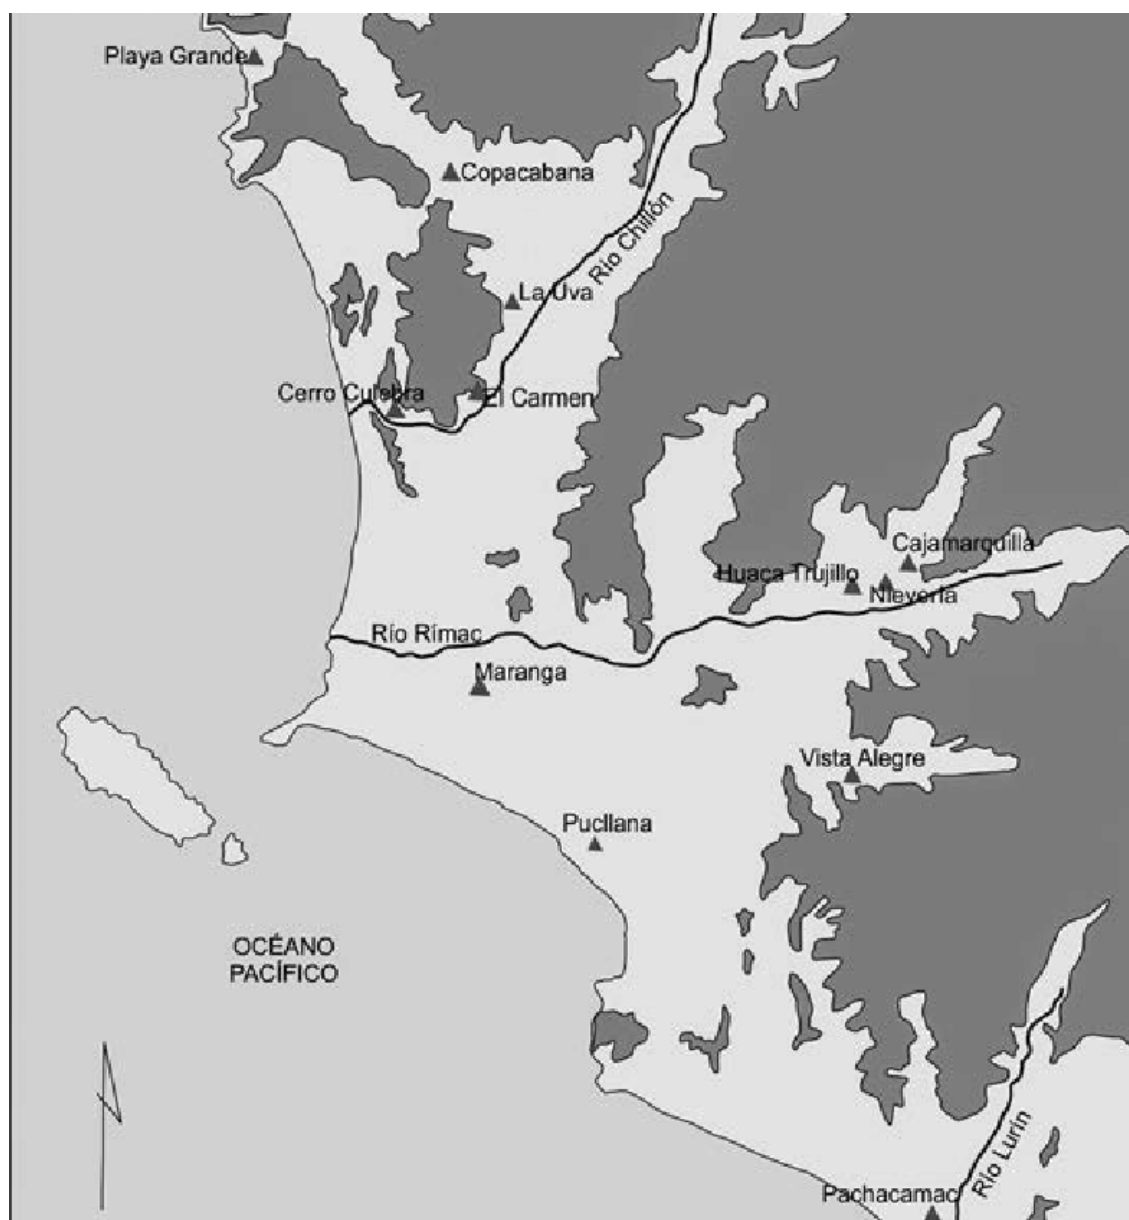 Playa Grande
Copacabana
Río Chillón
La Uva
Cerro Culebra
El Carmen
Cajamarquilla
Huaca Trujillo
Nievería
Río Rímac
Maranga
Vista Alegre
Pucllana
OCÉANO
PACÍFICO
Río Lurín
Pachacamac